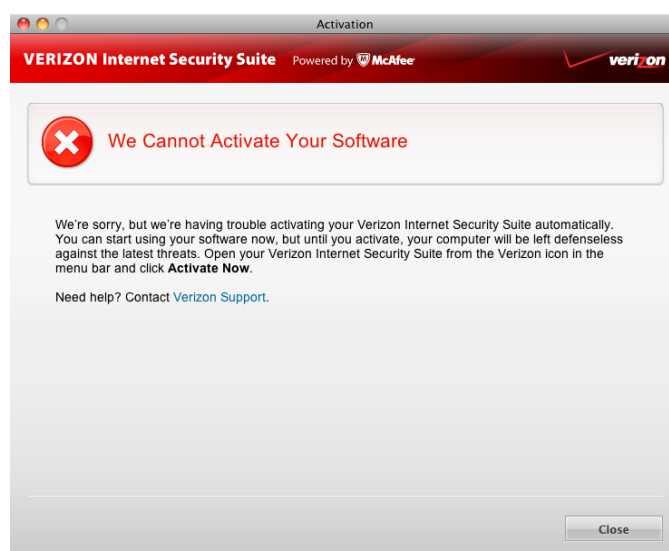 Activation
VERIZON Internet Security Suite Powered by McAfee
verizon
We Cannot Activate Your Software
We're sorry, but we're having trouble activating your Verizon Internet Security Suite automatically.
You can start using your software now, but until you activate, your computer will be left defenseless
against the latest threats. Open your Verizon Internet Security Suite from the Verizon icon in the
menu bar and click Activate Now.
Need help? Contact Verizon Support.
Close